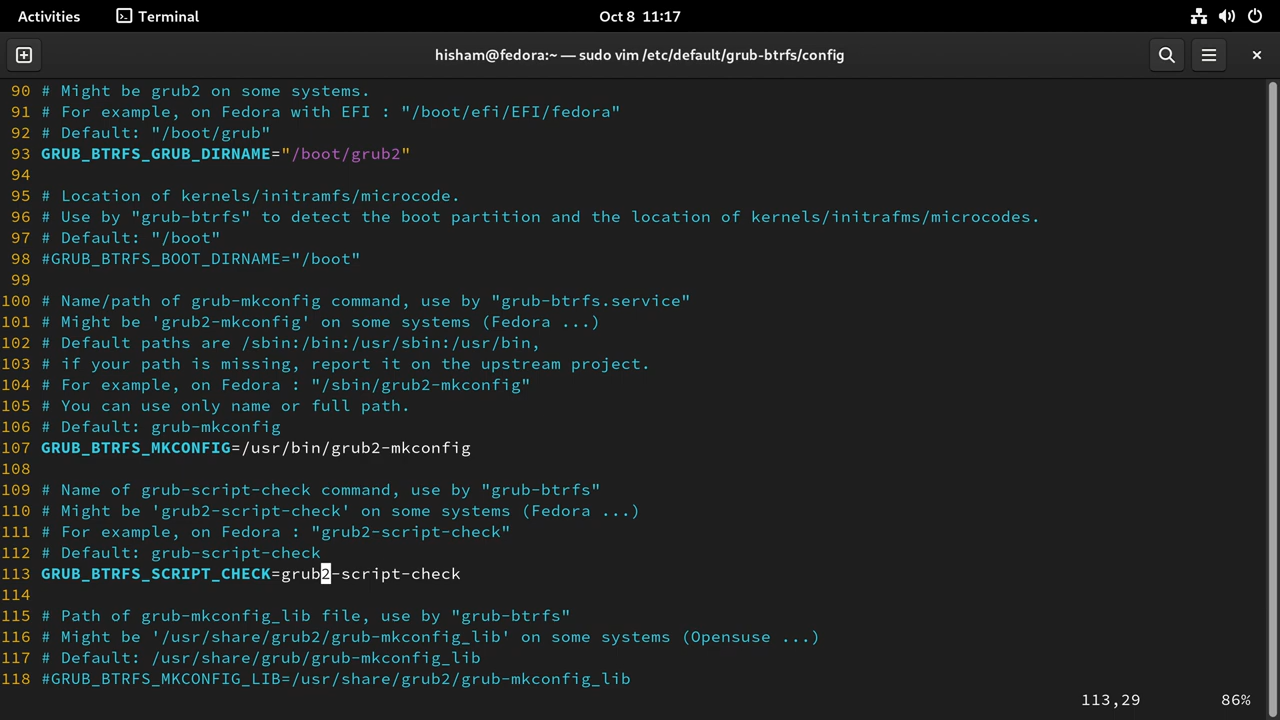 Activities
Terminal
Oct 8 11:17
hisham@fedora:~ — sudo vim /etc/default/grub-btrfs/config
90 # Might be grub2 on some systems.
91 # For example, on Fedora with EFI : "/boot/efi/EFI/fedora"
92 # Default: "/boot/grub"
93 GRUB_BTRFS_GRUB_DIRNAME="/boot/grub2"
94
95 # Location of kernels/initramfs/microcode.
96 # Use by "grub-btrfs" to detect the boot partition and the location of kernels/initrafms/microcodes.
97 # Default: "/boot"
98 #GRUB_BTRFS_BOOT_DIRNAME="/boot"
99
100 # Name/path of grub-mkconfig command, use by "grub-btrfs.service"
101 # Might be 'grub2-mkconfig' on some systems (Fedora ...)
102 # Default paths are /sbin:/bin:/usr/sbin:/usr/bin,
103 # if your path is missing, report it on the upstream project.
104 # For example, on Fedora : "/sbin/grub2-mkconfig"
105 # You can use only name or full path.
106 # Default: grub-mkconfig
107 GRUB_BTRFS_MKCONFIG=/usr/bin/grub2-mkconfig
108
109 # Name of grub-script-check command, use by "grub-btrfs"
110 # Might be 'grub2-script-check' on some systems (Fedora ...)
111 # For example, on Fedora : "grub2-script-check"
112 # Default: grub-script-check
113 GRUB_BTRFS_SCRIPT_CHECK=grub2-script-check
114
115 # Path of grub-mkconfig_lib file, use by "grub-btrfs"
116 # Might be '/usr/share/grub2/grub-mkconfig_lib' on some systems (Opensuse ...)
117 # Default: /usr/share/grub/grub-mkconfig_lib
118 #GRUB_BTRFS_MKCONFIG_LIB=/usr/share/grub2/grub-mkconfig_lib
113,29 86%